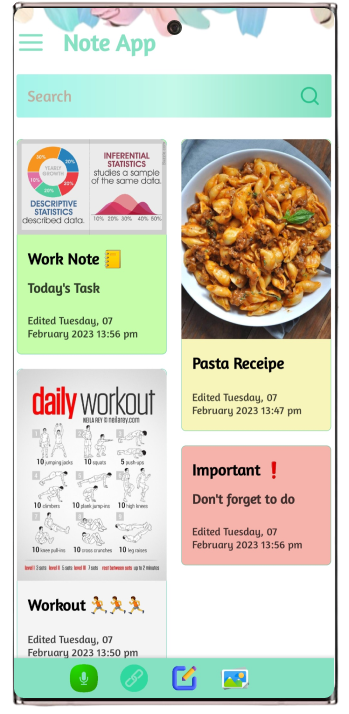 Note App
Search
YEARLY
GROWTH
INFERENTIAL
STATISTICS
studies a sample
of the same data.
DESCRIPTIVE
STATISTICS
described data.
10% 20% 30% 40% 50%
Work Note
Today's Task
Edited Tuesday, 07
February 2023 13:56 pm
daily workout
NEILA REY © neilarey.com
10 jumping jacks
10 squats
5 push-ups
10 climbers
10 plank jump-ins
10 high knees
10 knee pull-ins
10 cross crunches
10 leg raises
level I 3 sets level II 5 sets level III 7 sets rest between sets up to 2 minutes
Workout
Edited Tuesday, 07
February 2023 13:50 pm
Pasta Receipe
Edited Tuesday, 07
February 2023 13:47 pm
Important
Don't forget to do
Edited Tuesday, 07
February 2023 13:56 pm